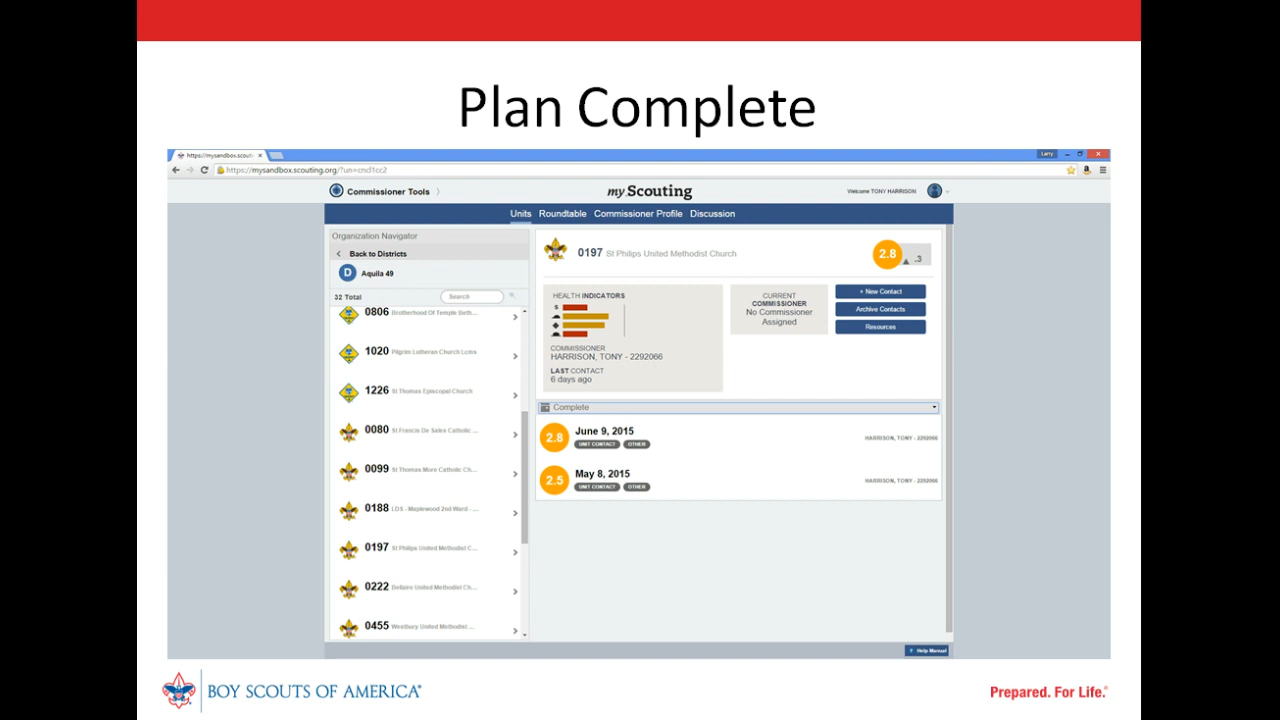 Plan Complete
https://mysandbox.scouti
Larry
https://mysandbox.scouting.org/?un=cnd1cc2
Commissioner Tools
my.Scouting
Welcome TONY HARRISON
Units Roundtable Commissioner Profile Discussion
Organization Navigator
Back to Districts
D Aquila 49
32 Total
Search
0806 Brotherhood Of Temple Beth...
1020 Pilgrim Lutheran Church Lcms
1226 St Thomas Episcopal Church
0080 St Francis De Sales Catholic ...
0099 St Thomas More Catholic Ch...
0188 LDS - Maplewood 2nd Ward - ...
0197 St Philips United Methodist C...
0222 Bellaire United Methodist Ch...
0455 Westbury United Methodist ...
0197 St Philips United Methodist Church
2.8 .3
HEALTH INDICATORS
$
COMMISSIONER
HARRISON, TONY - 2292066
LAST CONTACT
6 days ago
CURRENT
COMMISSIONER
No Commissioner
Assigned
+ New Contact
Archive Contacts
Resources
Complete
2.8 June 9, 2015
UNIT CONTACT OTHER
HARRISON, TONY - 2292066
2.5 May 8, 2015
UNIT CONTACT OTHER
HARRISON, TONY - 2292066
? Help Manual
BOY SCOUTS OF AMERICA®
Prepared. For Life.®